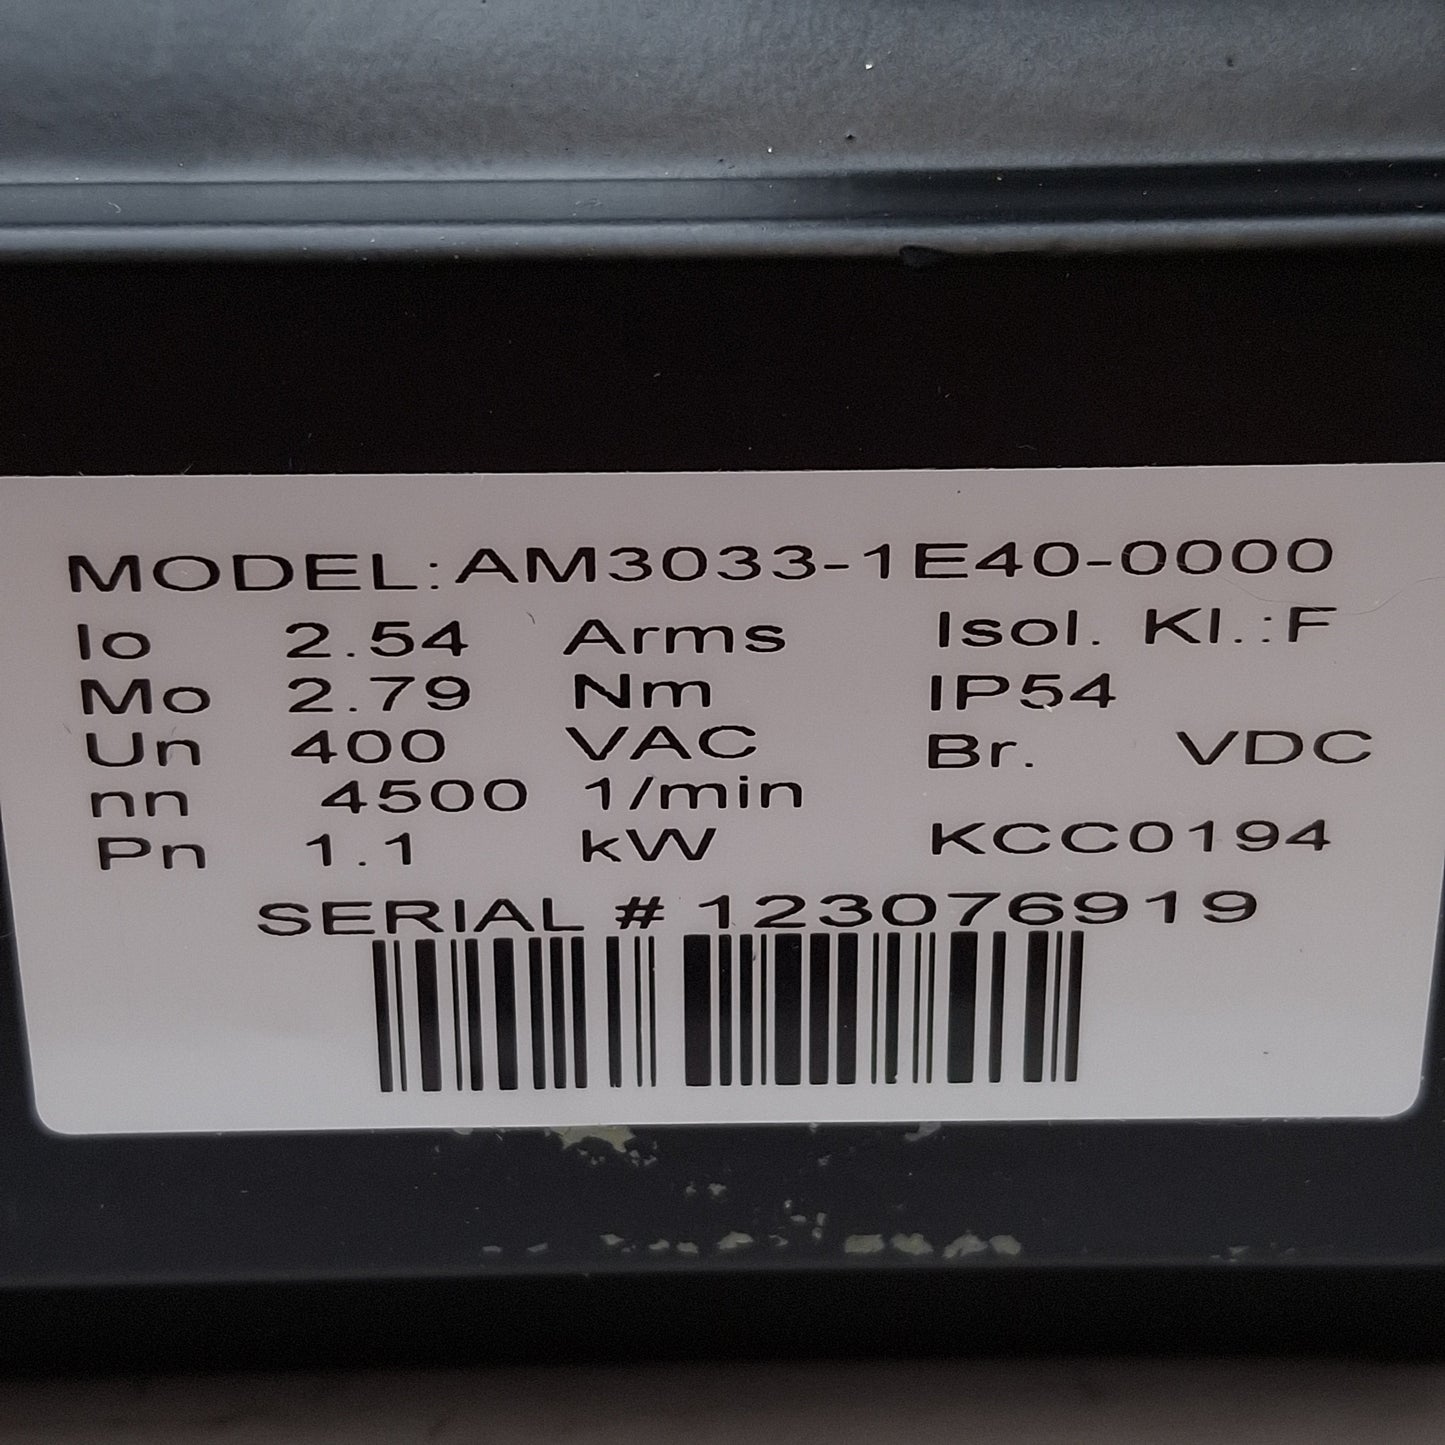 MODEL:AM3033-1E40-0000
Io 2.54 Arms Isol. Kl.:F
Mo 2.79 Nm IP54
Un 400 VAC Br. VDC
nn 4500 1/min
Pn 1.1 kW KCC0194
SERIAL # 123076919